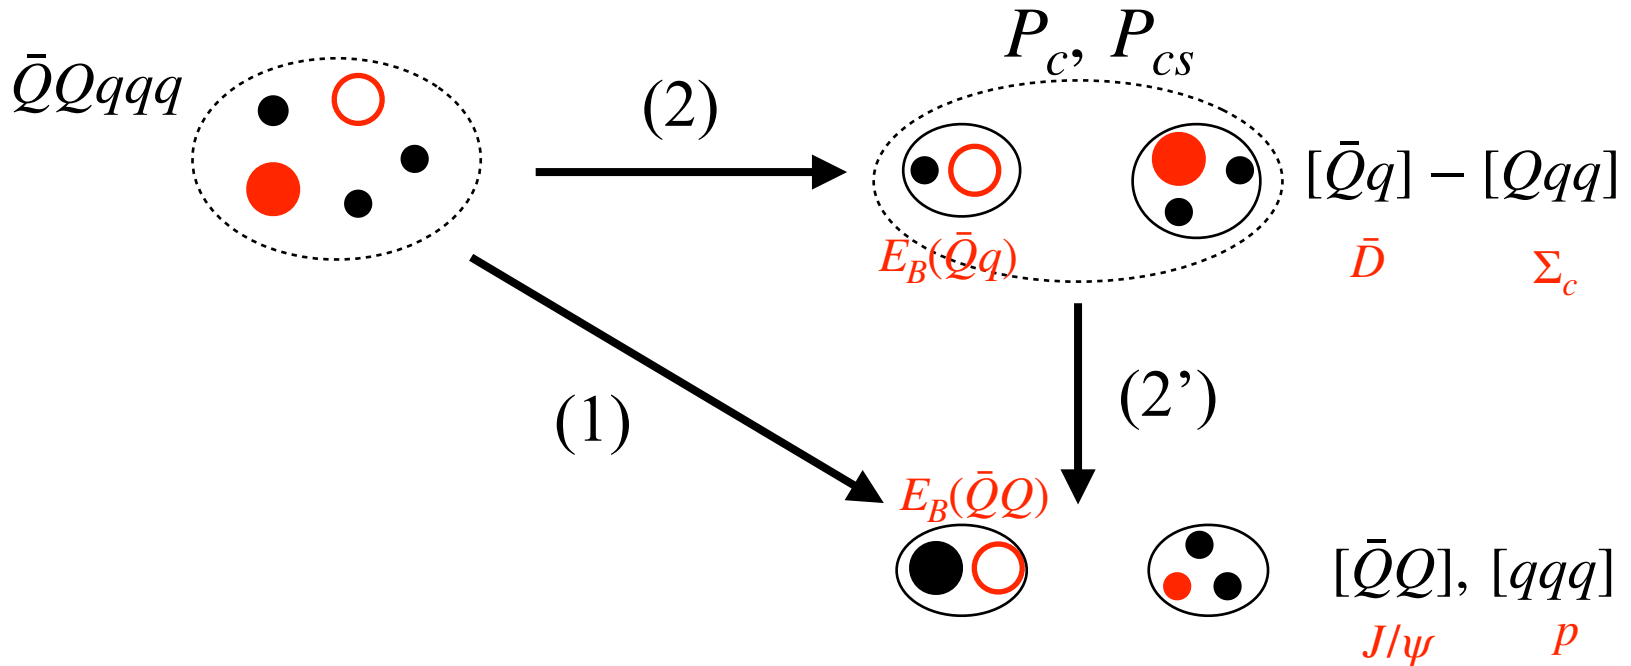 Q̄Qqqq
(2)
P_c, P_cs
[Q̄q] − [Qqq]
E_B(Q̄q)
D̄
Σ_c
(1)
(2’)
E_B(Q̄Q)
[Q̄Q], [qqq]
J/ψ
p